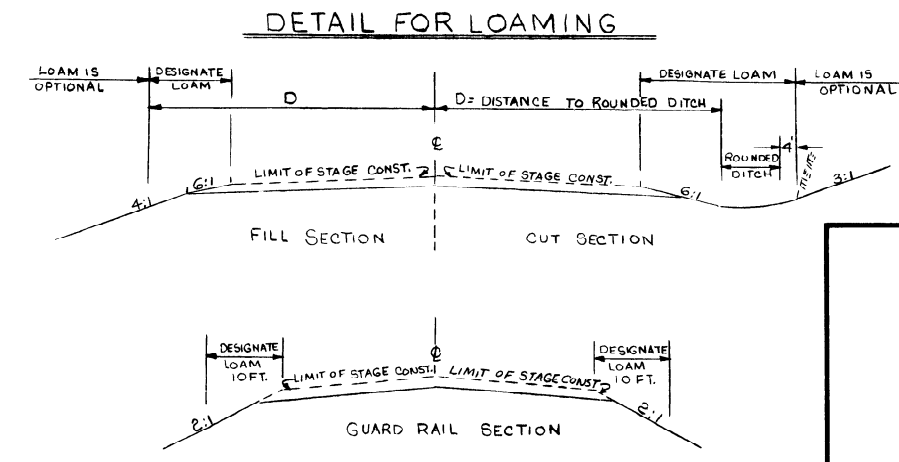 DETAIL FOR LOAMING
LOAM IS
OPTIONAL
DESIGNATE
LOAM
DESIGNATE LOAM
LOAM IS
OPTIONAL
D
D= DISTANCE TO ROUNDED DITCH
℄
4'
ROUNDED
DITCH
LIMIT OF STAGE CONST.
LIMIT OF STAGE CONST.
4:1
6:1
6:1
3:1
FILL SECTION
CUT SECTION
DESIGNATE
LOAM
10 FT.
℄
DESIGNATE
LOAM
10 FT.
LIMIT OF STAGE CONST.
LIMIT OF STAGE CONST.
2:1
2:1
GUARD RAIL SECTION